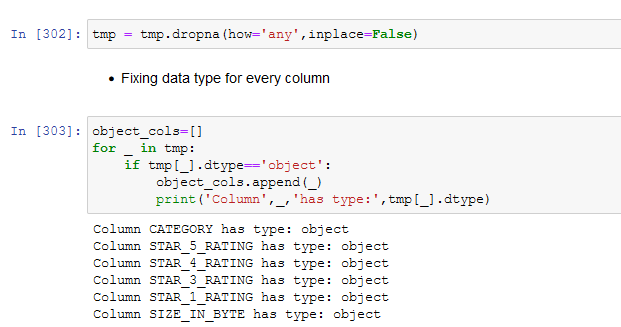 In [302]: tmp = tmp.dropna(how='any',inplace=False)
• Fixing data type for every column
In [303]: object_cols=[]
for _ in tmp:
    if tmp[_].dtype=='object':
        object_cols.append(_)
        print('Column',_,'has type:',tmp[_].dtype)
Column CATEGORY has type: object
Column STAR_5_RATING has type: object
Column STAR_4_RATING has type: object
Column STAR_3_RATING has type: object
Column STAR_1_RATING has type: object
Column SIZE_IN_BYTE has type: object